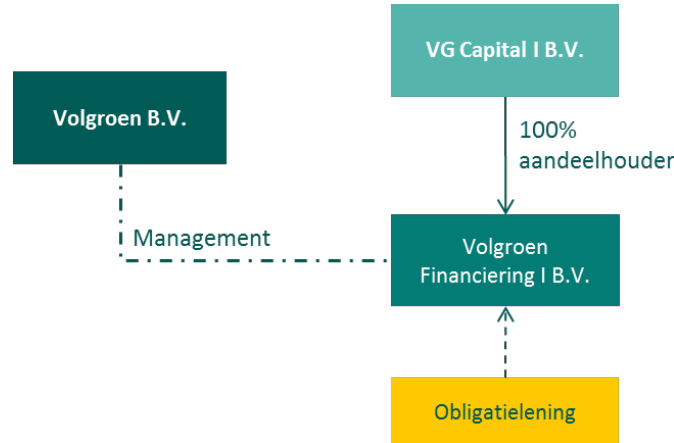 VG Capital I B.V.
Volgroen B.V.
100%
aandeelhouder
Management
Volgroen
Financiering I B.V.
Obligatielening